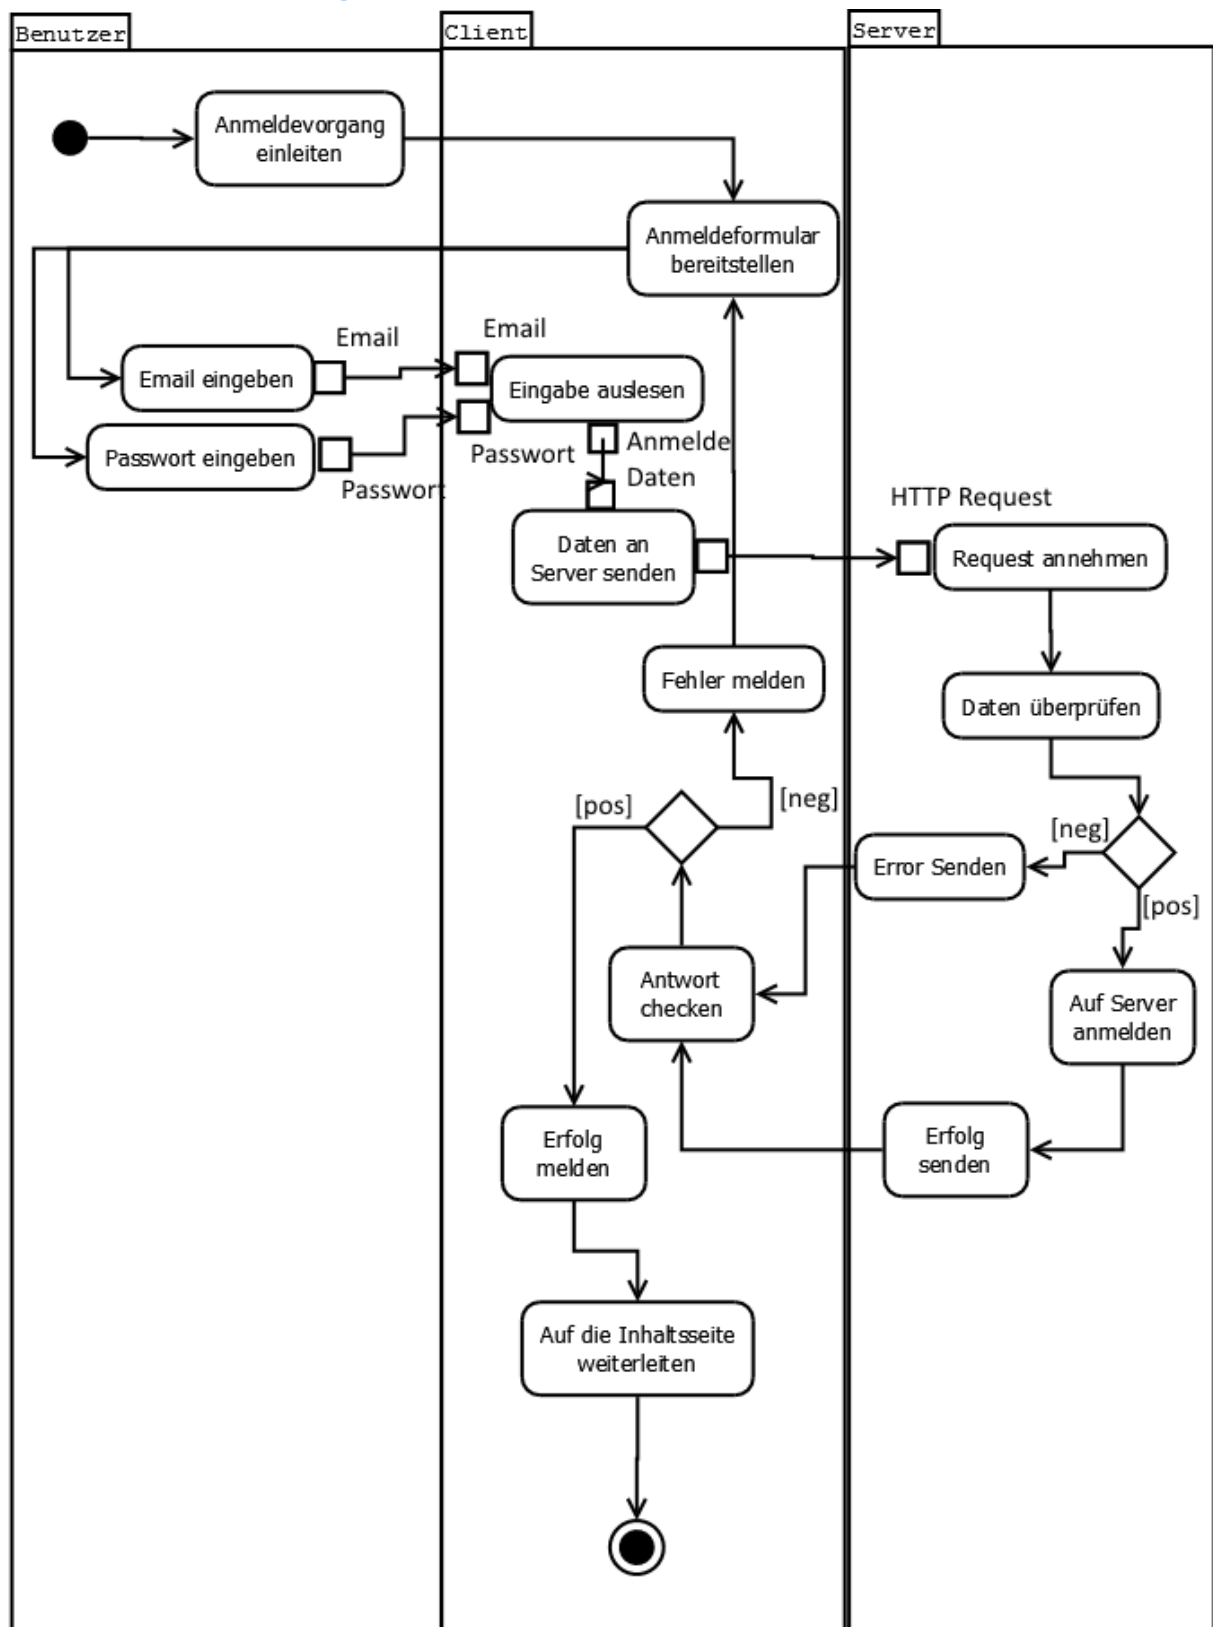 Benutzer
Client
Server
Anmeldevorgang
einleiten
Anmeldeformular
bereitstellen
Email
Email
Email eingeben
Eingabe auslesen
Passwort eingeben
Passwort
Passwort
Anmelde
Daten
HTTP Request
Daten an
Server senden
Request annehmen
Fehler melden
Daten überprüfen
[pos]
[neg]
[neg]
Error Senden
[pos]
Antwort
checken
Auf Server
anmelden
Erfolg
melden
Erfolg
senden
Auf die Inhaltsseite
weiterleiten